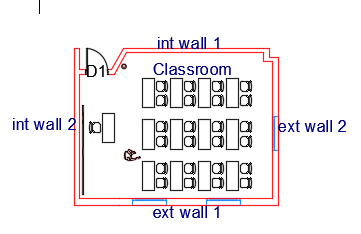 int wall 1
D1
Classroom
int wall 2
ext wall 2
ext wall 1